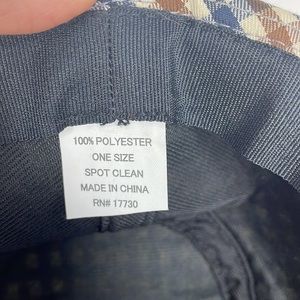 100% POLYESTER
ONE SIZE
SPOT CLEAN
MADE IN CHINA
RN# 17730